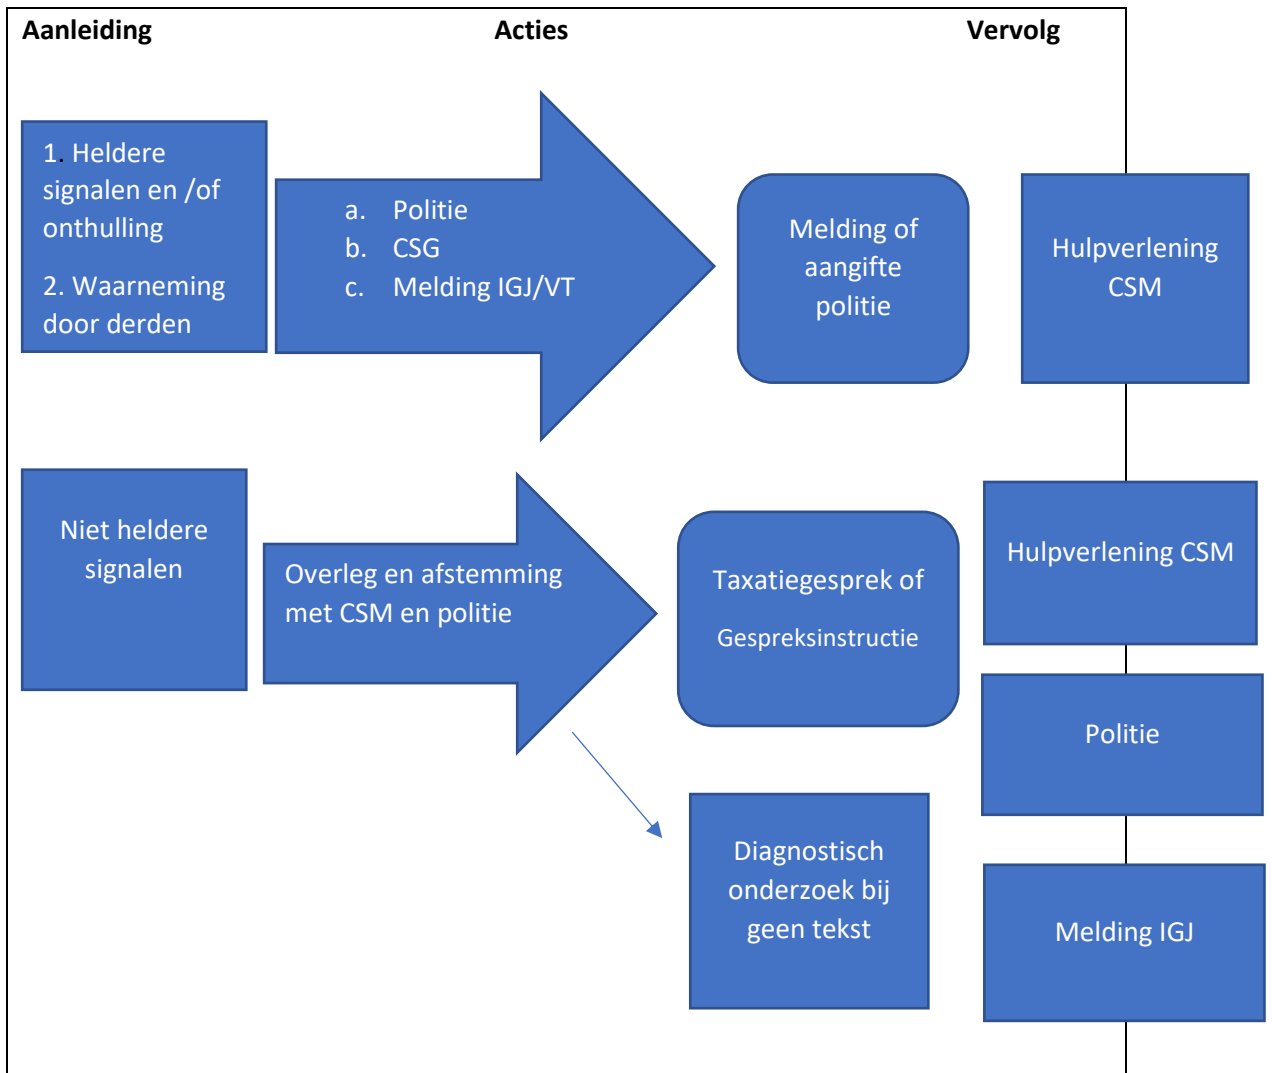 Aanleiding Acties Vervolg
1. Heldere
signalen en /of
onthulling
2. Waarneming
door derden
a. Politie
b. CSG
c. Melding IGJ/VT
Melding of
aangifte
politie
Hulpverlening
CSM
Niet heldere
signalen
Overleg en afstemming
met CSM en politie
Taxatiegesprek of
Gespreksinstructie
Hulpverlening CSM
Politie
Diagnostisch
onderzoek bij
geen tekst
Melding IGJ